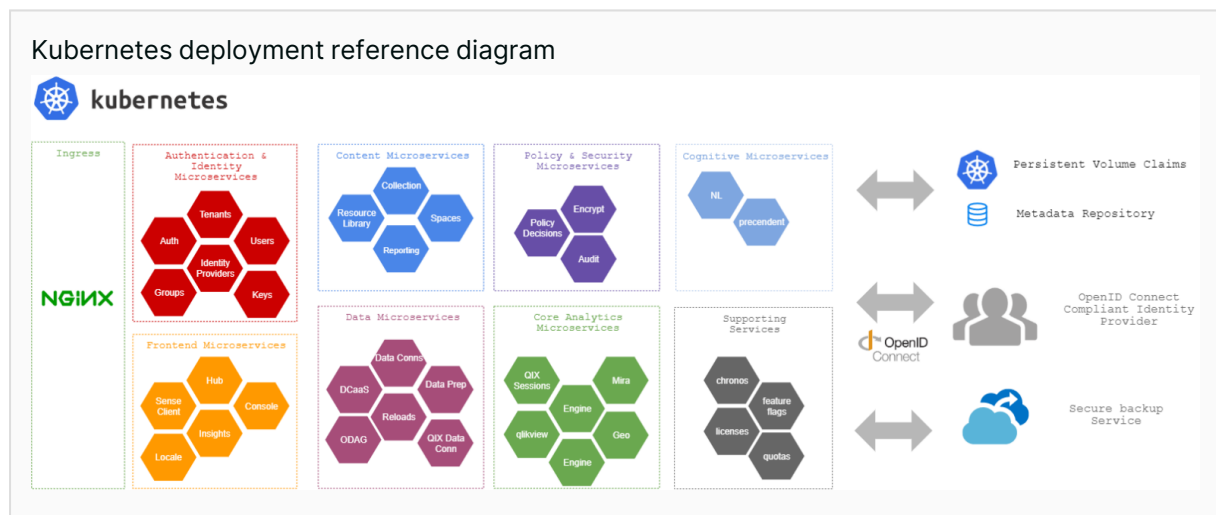 Kubernetes deployment reference diagram
kubernetes
Ingress
NGiNX
Authentication &
Identity
Microservices
Tenants
Auth
Users
Identity
Providers
Groups
Keys
Frontend Microservices
Hub
Sense
Client
Console
Insights
Locale
Content Microservices
Collection
Resource
Library
Spaces
Reporting
Data Microservices
Data Conns
DCaaS
Data Prep
Reloads
ODAG
QIX Data
Conn
Policy & Security
Microservices
Encrypt
Policy
Decisions
Audit
Core Analytics
Microservices
QIX
Sessions
Mira
Engine
qlikview
Geo
Engine
Cognitive Microservices
NL
precendent
Supporting
Services
chronos
feature
flags
licenses
quotas
Persistent Volume Claims
Metadata Repository
OpenID
Connect
OpenID Connect
Compliant Identity
Provider
Secure backup
Service